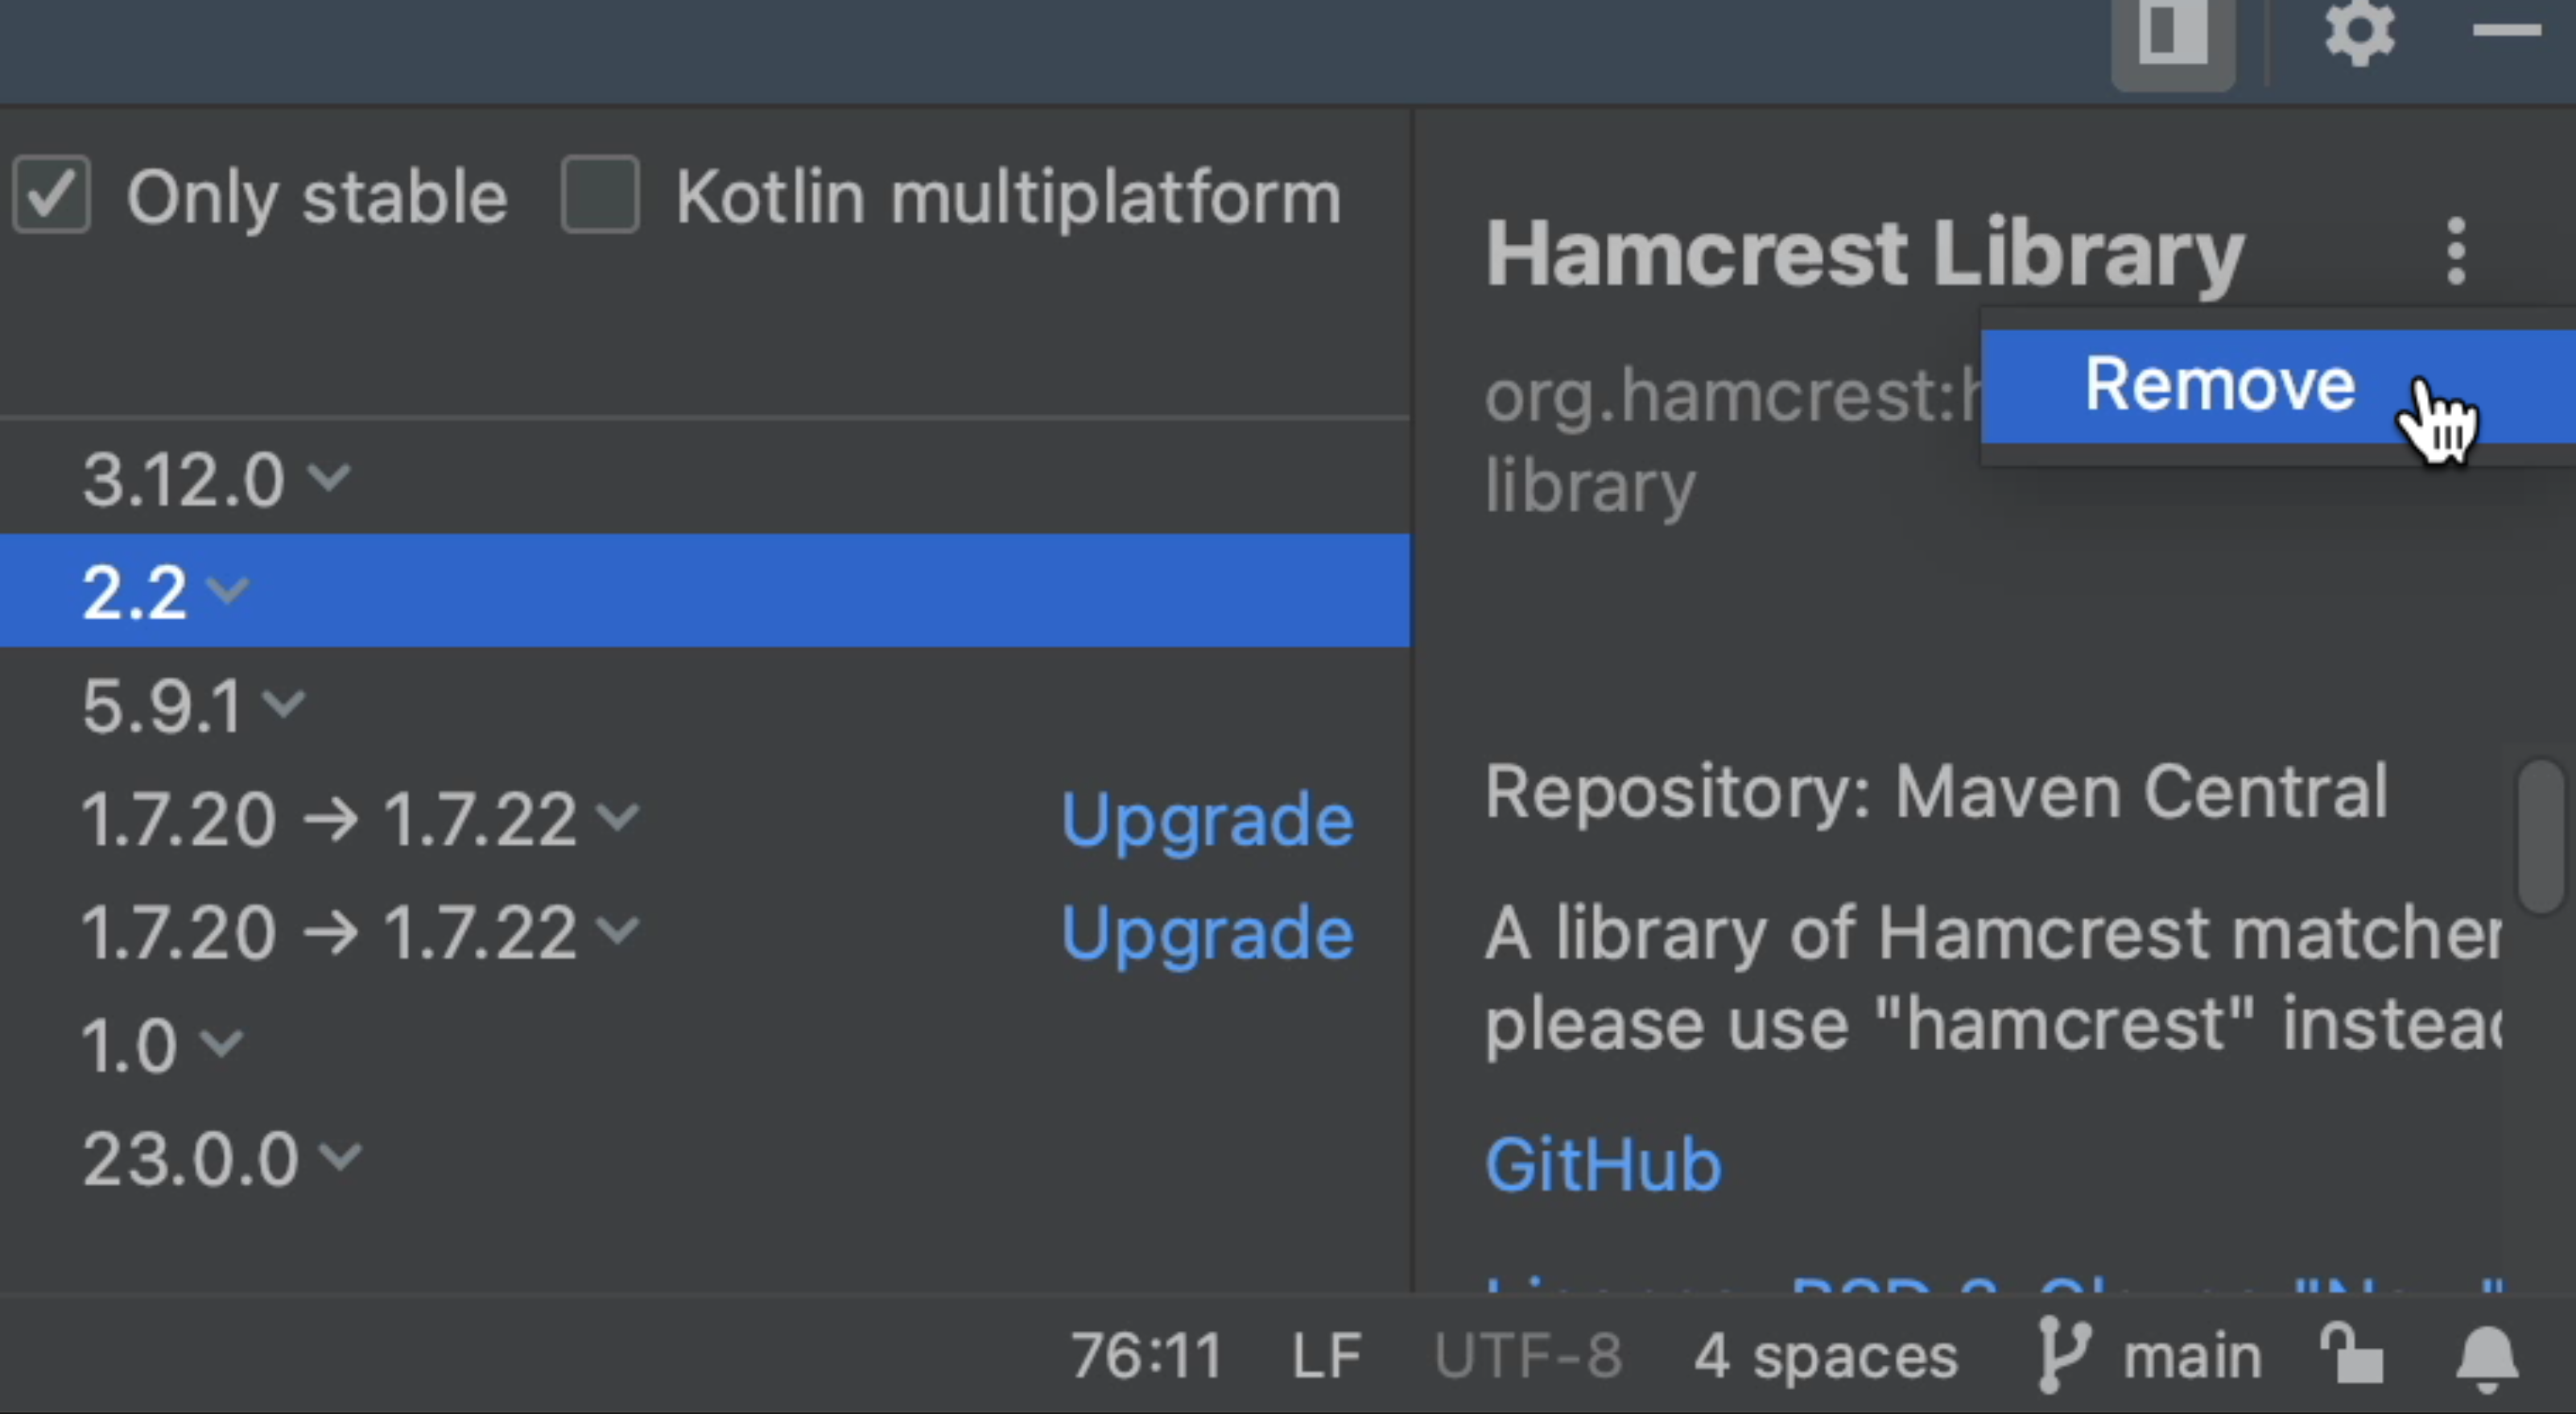 Only stable Kotlin multiplatform
3.12.0
2.2
5.9.1
1.7.20 → 1.7.22 Upgrade
1.7.20 → 1.7.22 Upgrade
1.0
23.0.0
Hamcrest Library
Remove
org.hamcrest:
library
Repository: Maven Central
A library of Hamcrest matcher
please use "hamcrest" instead
GitHub
76:11 LF UTF-8 4 spaces main